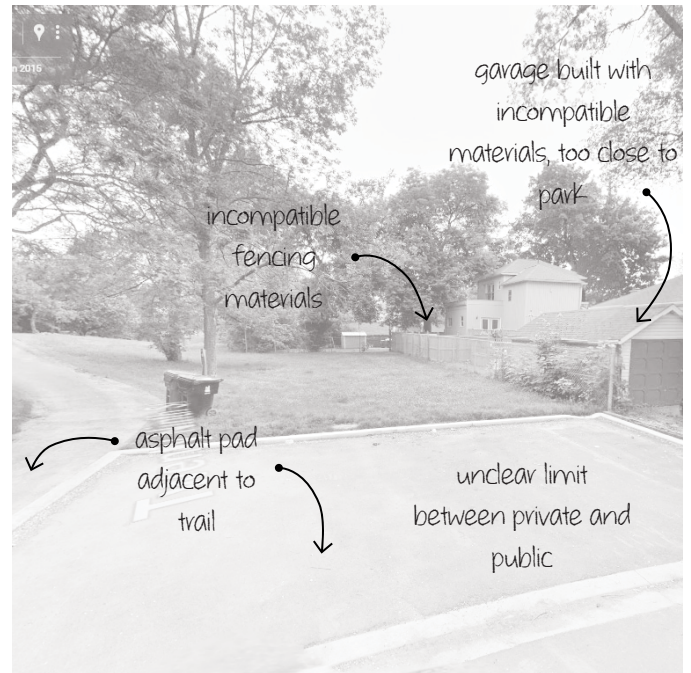 n 2015
garage built with
incompatible
materials, too close to
park
incompatible
fencing
materials
asphalt pad
adjacent to
trail
unclear limit
between private and
public